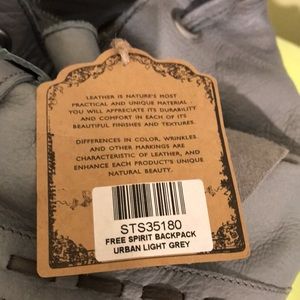 LEATHER IS NATURE'S MOST
PRACTICAL AND UNIQUE MATERIAL
YOU WILL APPRECIATE ITS DURABILITY
AND COMFORT IN EACH OF ITS
BEAUTIFUL FINISHES AND TEXTURES.
DIFFERENCES IN COLOR, WRINKLES
AND OTHER MARKINGS ARE
CHARACTERISTIC OF LEATHER, AND
ENHANCE EACH PRODUCT'S UNIQUE
NATURAL BEAUTY.
STS35180
FREE SPIRIT BACKPACK
URBAN LIGHT GREY